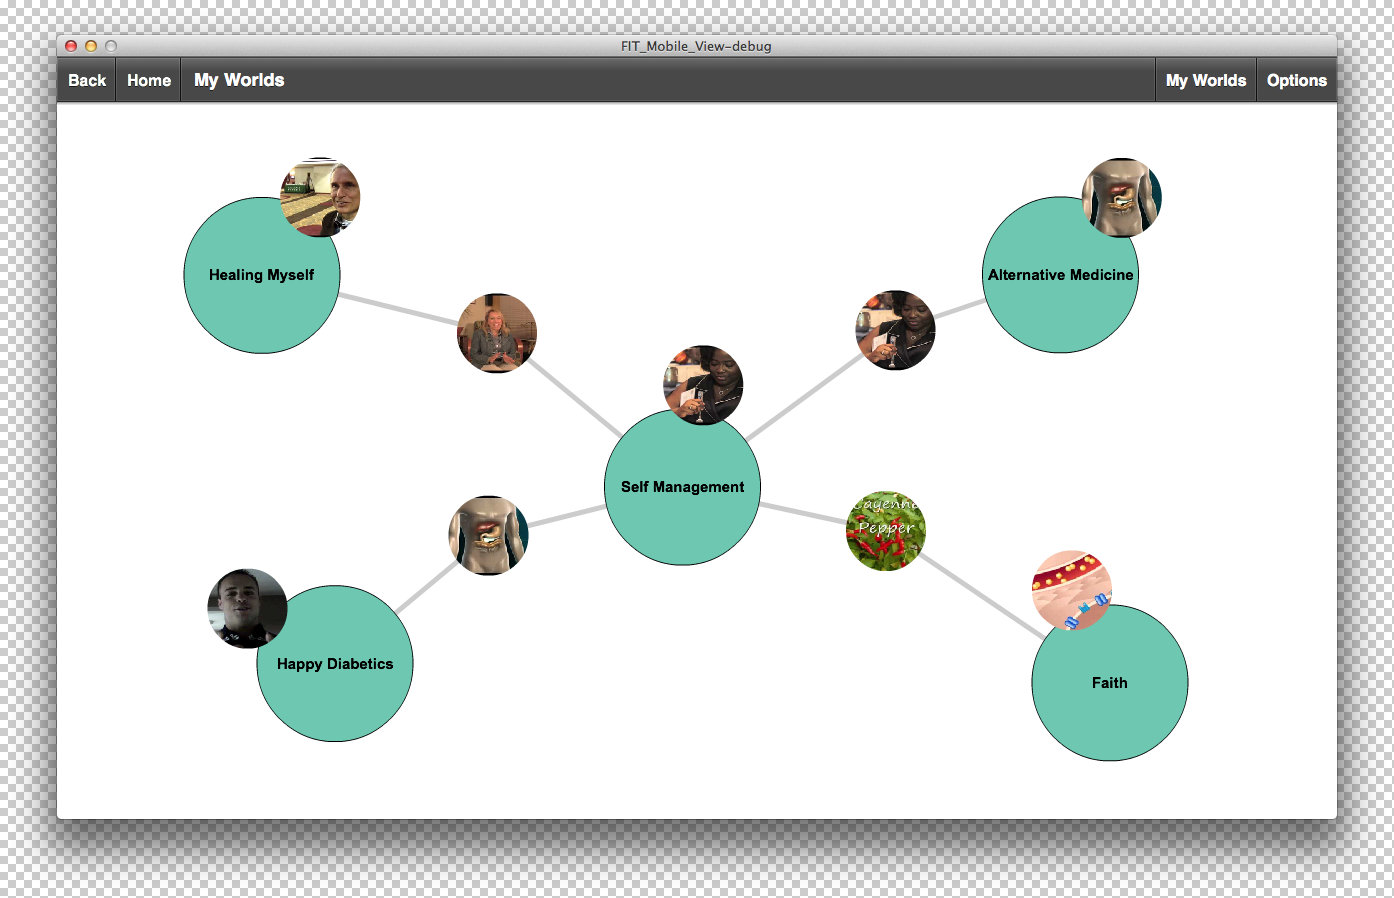 FIT_Mobile_View-debug
Back
Home
My Worlds
My Worlds
Options
Healing Myself
Alternative Medicine
Self Management
Cayenne
Pepper
Happy Diabetics
Faith